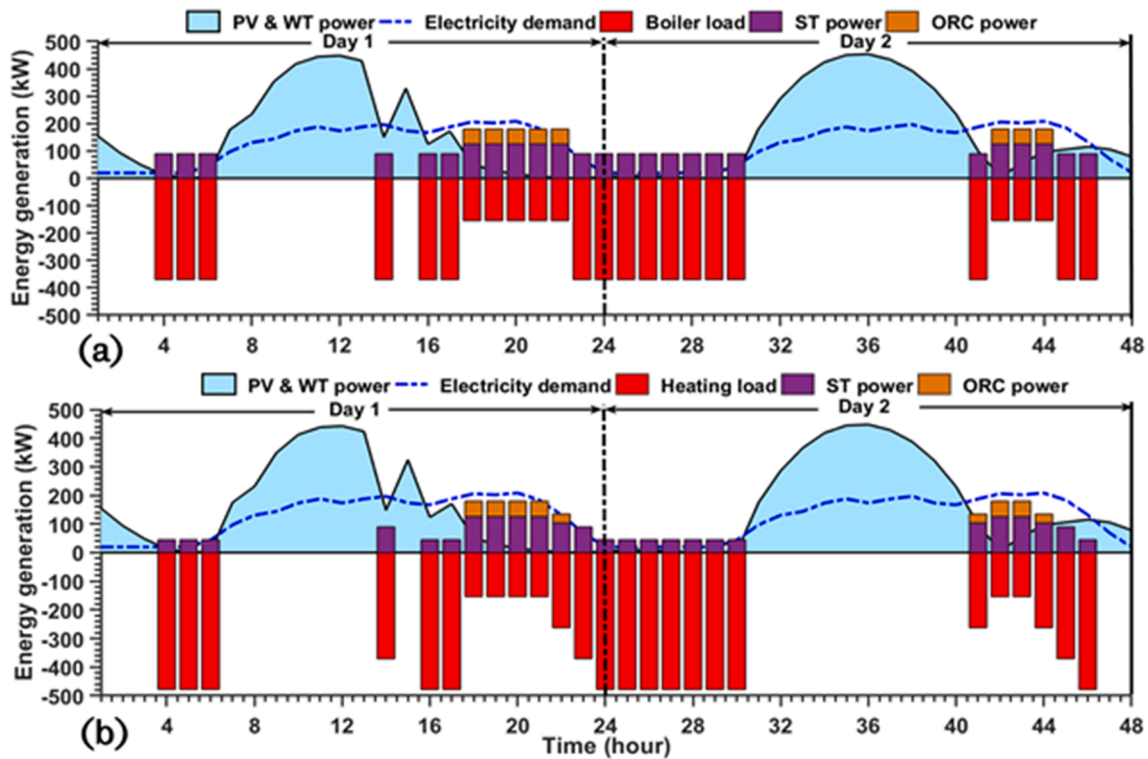 PV & WT power Electricity demand Boiler load ST power ORC power
Day 1 Day 2
Energy generation (kW)
500
400
300
200
100
0
-100
-200
-300
-400
-500
4 8 12 16 20 24 28 32 36 40 44 48
(a)
PV & WT power Electricity demand Heating load ST power ORC power
Day 1 Day 2
Energy generation (kW)
500
400
300
200
100
0
-100
-200
-300
-400
-500
4 8 12 16 20 24 28 32 36 40 44 48
(b)
Time (hour)